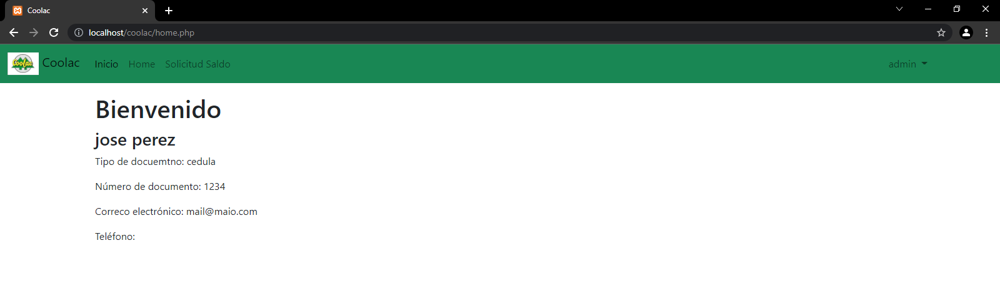 Coolac
localhost/coolac/home.php
Coolac Coolac Inicio Home Solicitud Saldo admin
Bienvenido
jose perez
Tipo de docuemtno: cedula
Número de documento: 1234
Correco electrónico: mail@maio.com
Teléfono: